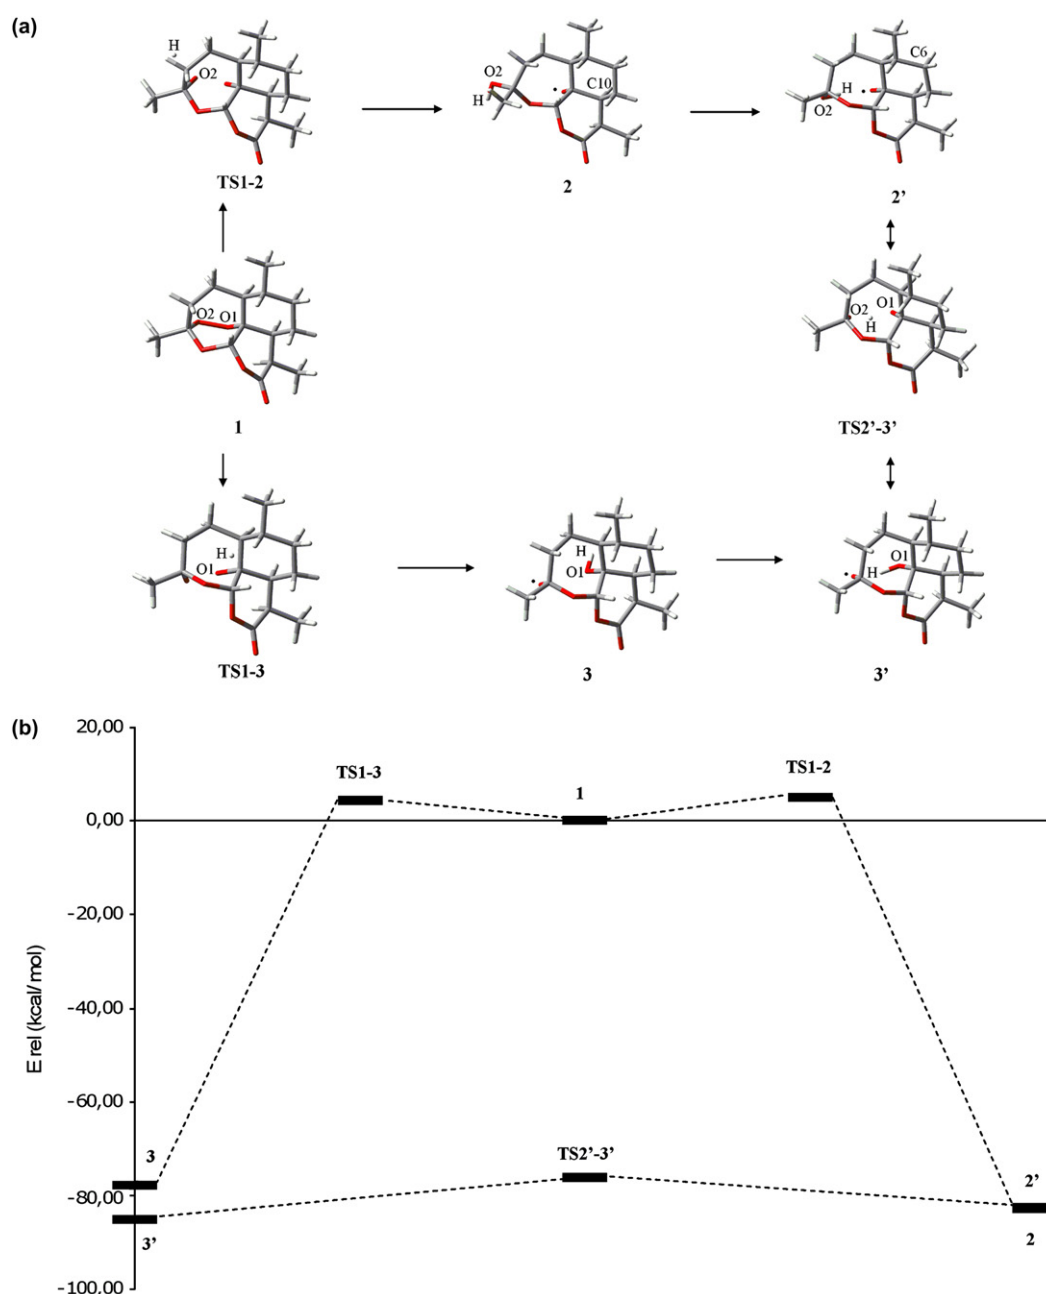 (a)
H
O2
TS1-2
O2
H
C10
2
C6
H
O2
2’
O2 O1
1
O1
O2
H
TS2’-3’
H
O1
TS1-3
H
O1
3
O1
H
3’
(b)
E rel (kcal/mol)
20,00
0,00
-20,00
-40,00
-60,00
-80,00
-100,00
TS1-3
1
TS1-2
3
TS2’-3’
2’
3’
2